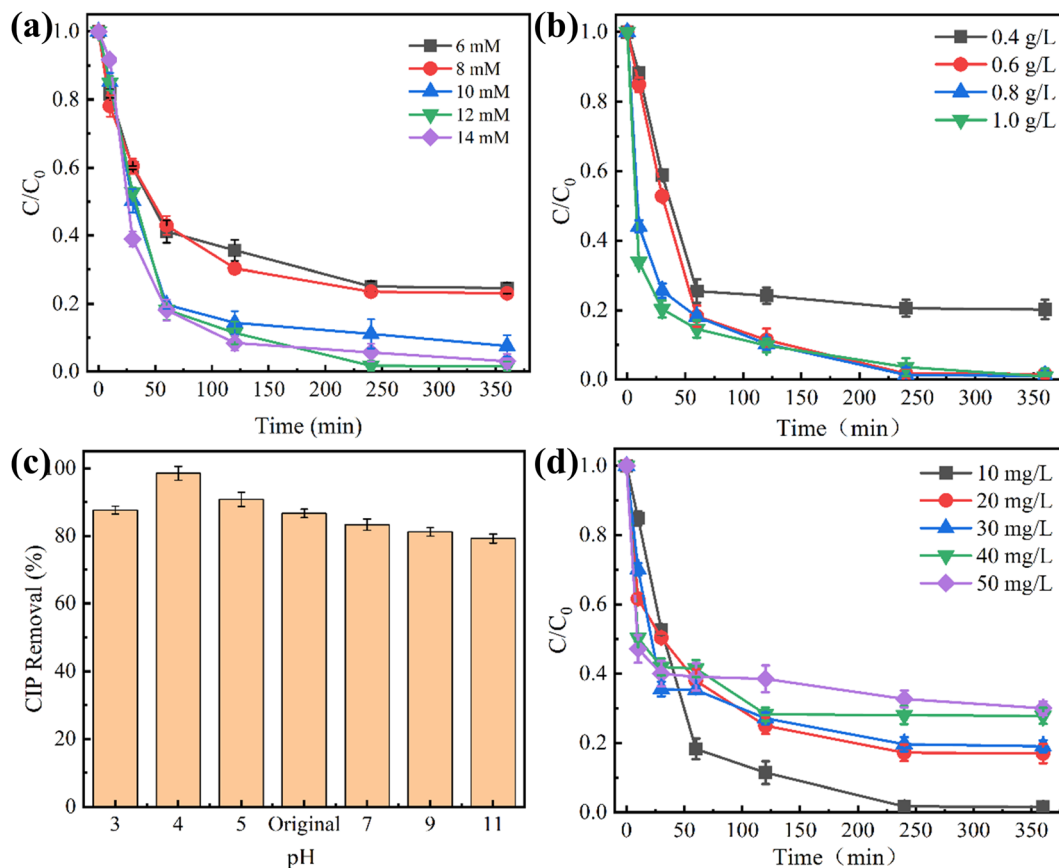 (a)
1.0
0.8
0.6
0.4
0.2
0.0
C/C0
6 mM
8 mM
10 mM
12 mM
14 mM
0 50 100 150 200 250 300 350
Time (min)
(b)
1.0
0.8
0.6
0.4
0.2
0.0
C/C0
0.4 g/L
0.6 g/L
0.8 g/L
1.0 g/L
0 50 100 150 200 250 300 350
Time（min)
(c)
100
80
60
40
20
0
CIP Removal (%)
3 4 5 Original 7 9 11
pH
(d)
1.0
0.8
0.6
0.4
0.2
0.0
C/C0
10 mg/L
20 mg/L
30 mg/L
40 mg/L
50 mg/L
0 50 100 150 200 250 300 350
Time（min)